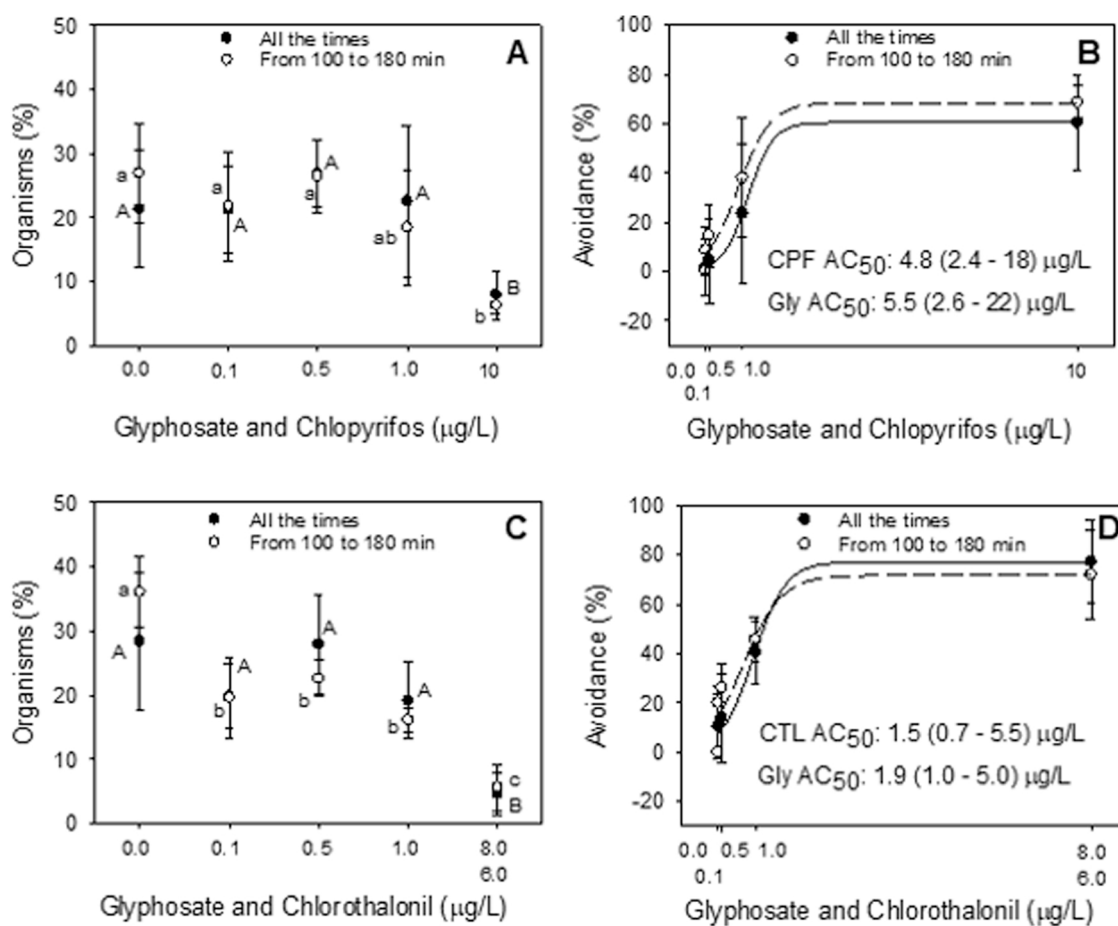 50
40
30
20
10
0
Organisms (%)
All the times
From 100 to 180 min
A
a
A
a
A
A
a
A
ab
B
b
0.0
0.1
0.5
1.0
10
Glyphosate and Chlopyrifos (µg/L)
100
80
60
40
20
0
-20
Avoidance (%)
All the times
From 100 to 180 min
B
CPF AC50: 4.8 (2.4 - 18) µg/L
Gly AC50: 5.5 (2.6 - 22) µg/L
0.0
0.1
0.5
1.0
10
Glyphosate and Chlopyrifos (µg/L)
50
40
30
20
10
0
Organisms (%)
All the times
From 100 to 180 min
C
a
A
A
b
A
b
A
b
c
B
0.0
0.1
0.5
1.0
8.0
6.0
Glyphosate and Chlorothalonil (µg/L)
100
80
60
40
20
0
-20
Avoidance (%)
All the times
From 100 to 180 min
D
CTL AC50: 1.5 (0.7 - 5.5) µg/L
Gly AC50: 1.9 (1.0 - 5.0) µg/L
0.0
0.1
0.5
1.0
8.0
6.0
Glyphosate and Chlorothalonil (µg/L)